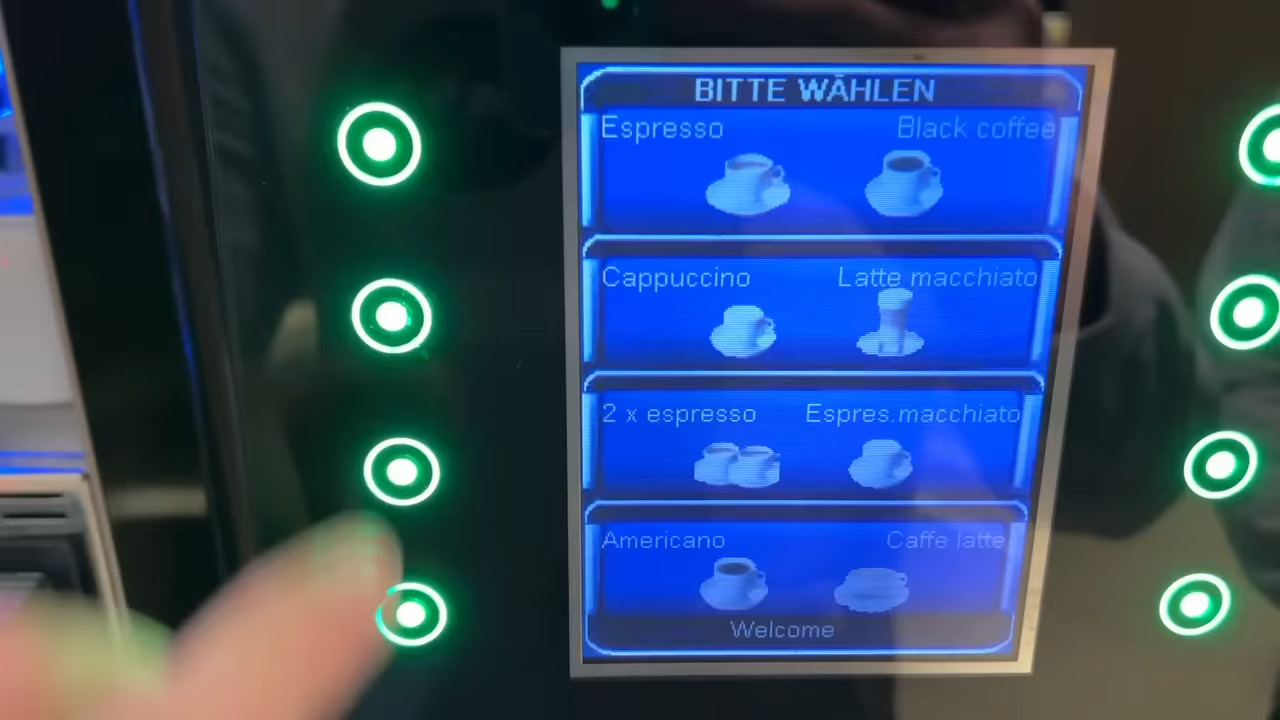 BITTE WÄHLEN
Espresso Black coffee
Cappuccino Latte macchiato
2 x espresso Espres.macchiato
Americano Caffe latte
Welcome